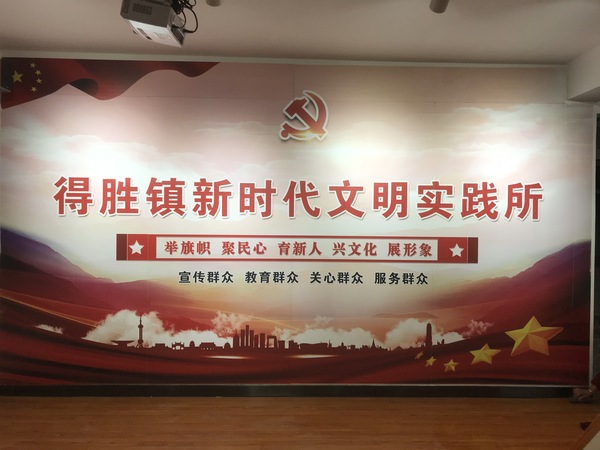 得胜镇新时代文明实践所
举旗帜 聚民心 育新人 兴文化 展形象
宣传群众 教育群众 关心群众 服务群众